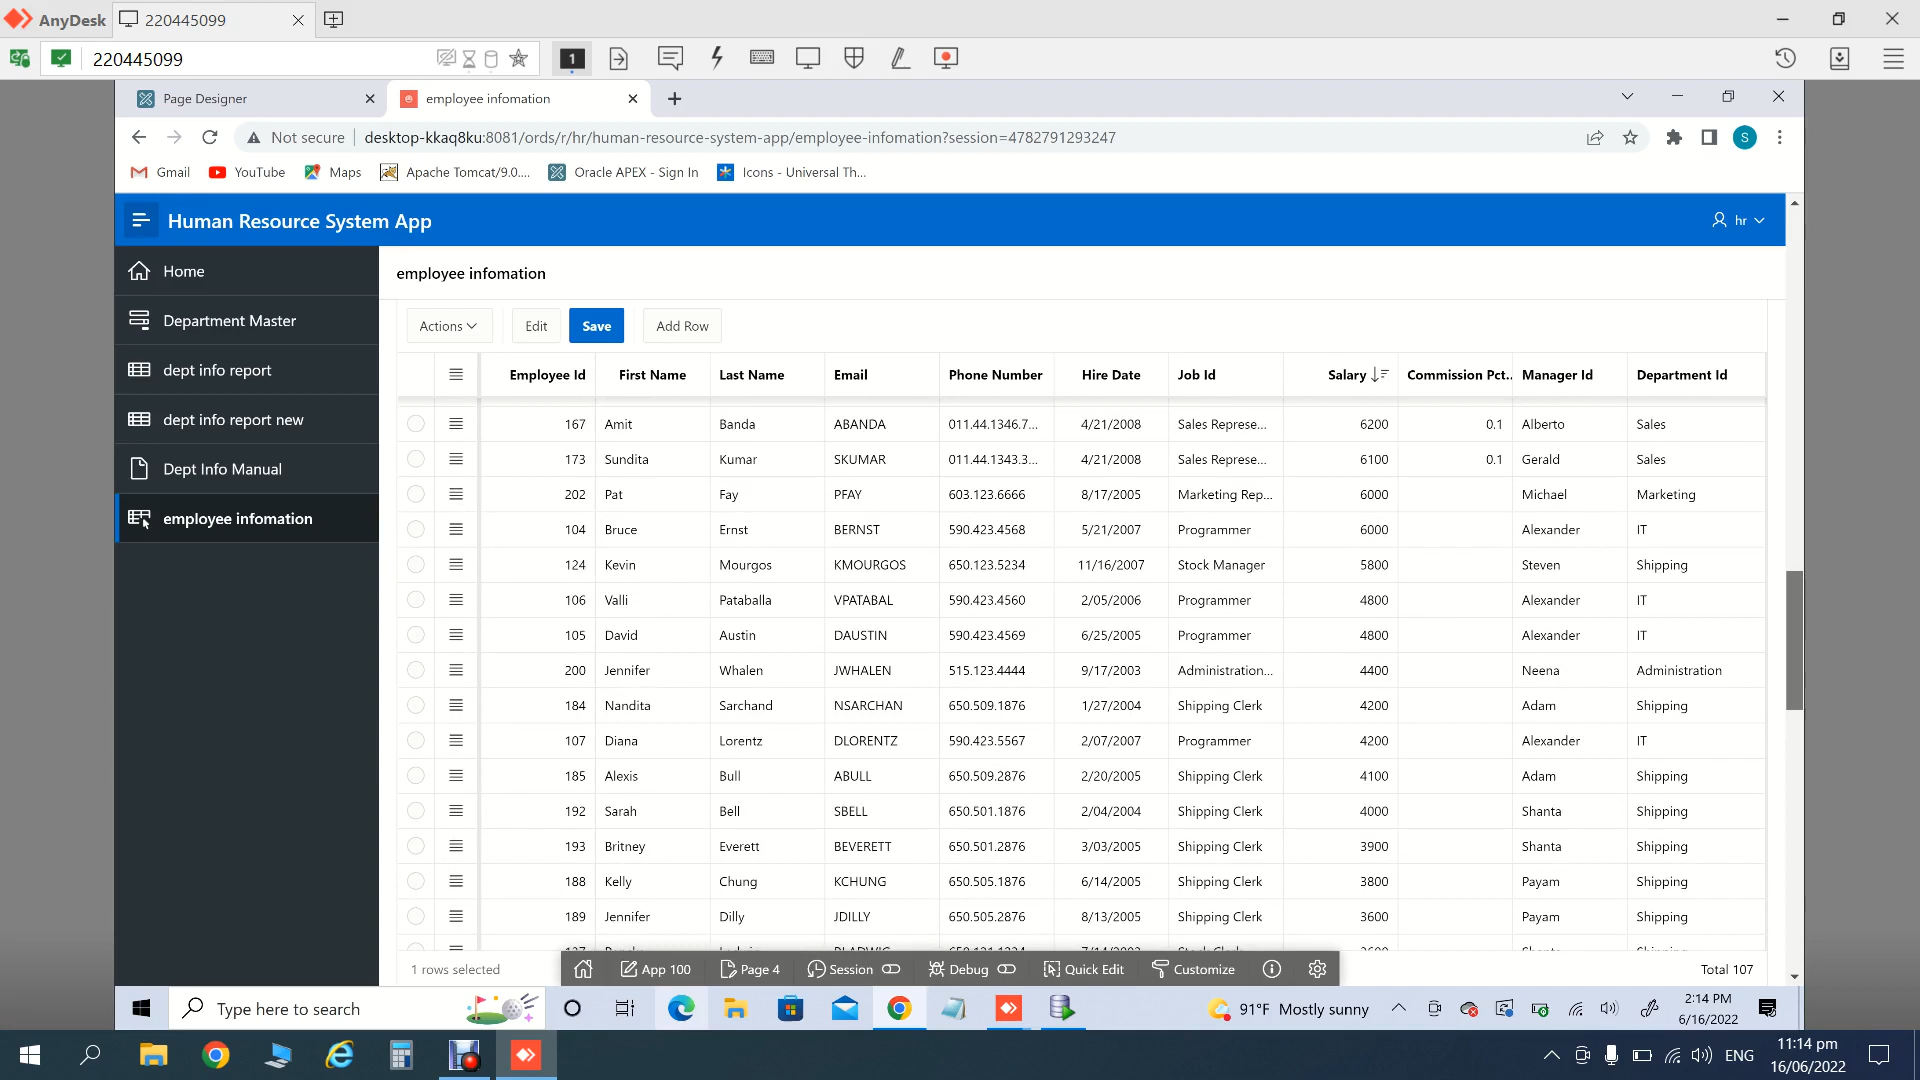 AnyDesk 220445099
220445099 1
Page Designer employee infomation
Not secure desktop-kkaq8ku:8081/ords/r/hr/human-resource-system-app/employee-infomation?session=4782791293247 S
Gmail YouTube Maps Apache Tomcat/9.0.... Oracle APEX - Sign In Icons - Universal Th...
Human Resource System App hr
Home
Department Master
dept info report
dept info report new
Dept Info Manual
employee infomation
employee infomation
Actions Edit Save Add Row
Employee Id First Name Last Name Email Phone Number Hire Date Job Id Salary Commission Pct.. Manager Id Department Id
167 Amit Banda ABANDA 011.44.1346.7... 4/21/2008 Sales Represe... 6200 0.1 Alberto Sales
173 Sundita Kumar SKUMAR 011.44.1343.3... 4/21/2008 Sales Represe... 6100 0.1 Gerald Sales
202 Pat Fay PFAY 603.123.6666 8/17/2005 Marketing Rep... 6000 Michael Marketing
104 Bruce Ernst BERNST 590.423.4568 5/21/2007 Programmer 6000 Alexander IT
124 Kevin Mourgos KMOURGOS 650.123.5234 11/16/2007 Stock Manager 5800 Steven Shipping
106 Valli Pataballa VPATABAL 590.423.4560 2/05/2006 Programmer 4800 Alexander IT
105 David Austin DAUSTIN 590.423.4569 6/25/2005 Programmer 4800 Alexander IT
200 Jennifer Whalen JWHALEN 515.123.4444 9/17/2003 Administration... 4400 Neena Administration
184 Nandita Sarchand NSARCHAN 650.509.1876 1/27/2004 Shipping Clerk 4200 Adam Shipping
107 Diana Lorentz DLORENTZ 590.423.5567 2/07/2007 Programmer 4200 Alexander IT
185 Alexis Bull ABULL 650.509.2876 2/20/2005 Shipping Clerk 4100 Adam Shipping
192 Sarah Bell SBELL 650.501.1876 2/04/2004 Shipping Clerk 4000 Shanta Shipping
193 Britney Everett BEVERETT 650.501.2876 3/03/2005 Shipping Clerk 3900 Shanta Shipping
188 Kelly Chung KCHUNG 650.505.1876 6/14/2005 Shipping Clerk 3800 Payam Shipping
189 Jennifer Dilly JDILLY 650.505.2876 8/13/2005 Shipping Clerk 3600 Payam Shipping
1 rows selected App 100 Page 4 Session Debug Quick Edit Customize Total 107
Type here to search 91°F Mostly sunny 2:14 PM
6/16/2022
ENG 11:14 pm
16/06/2022